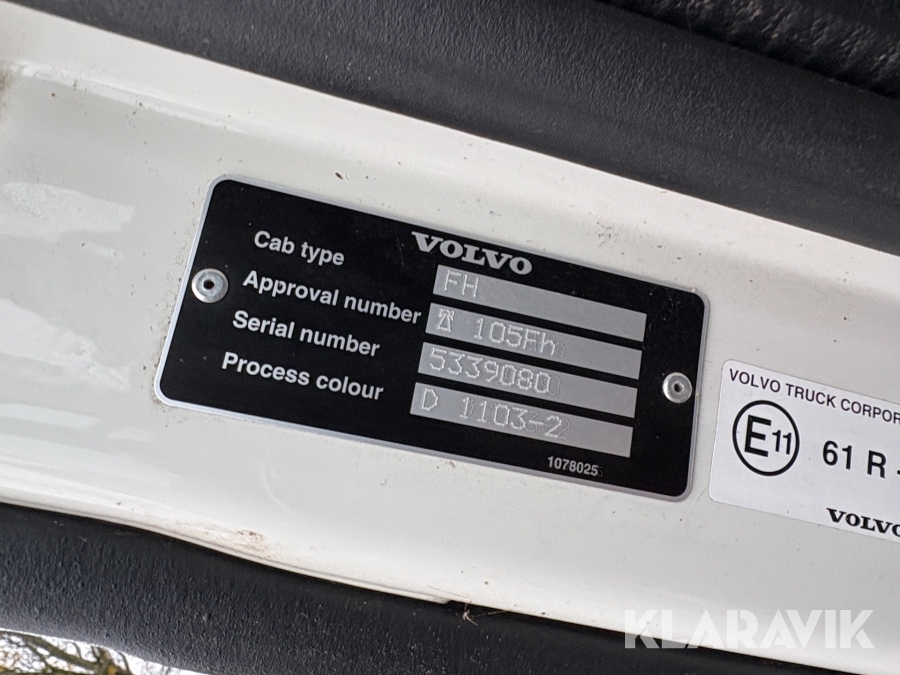 VOLVO
Cab type FH
Approval number 105Fh
Serial number 5339080
Process colour D 1103-2
1078025
VOLVO TRUCK CORPOR
E11 61 R -
VOLVO
KLARAVIK